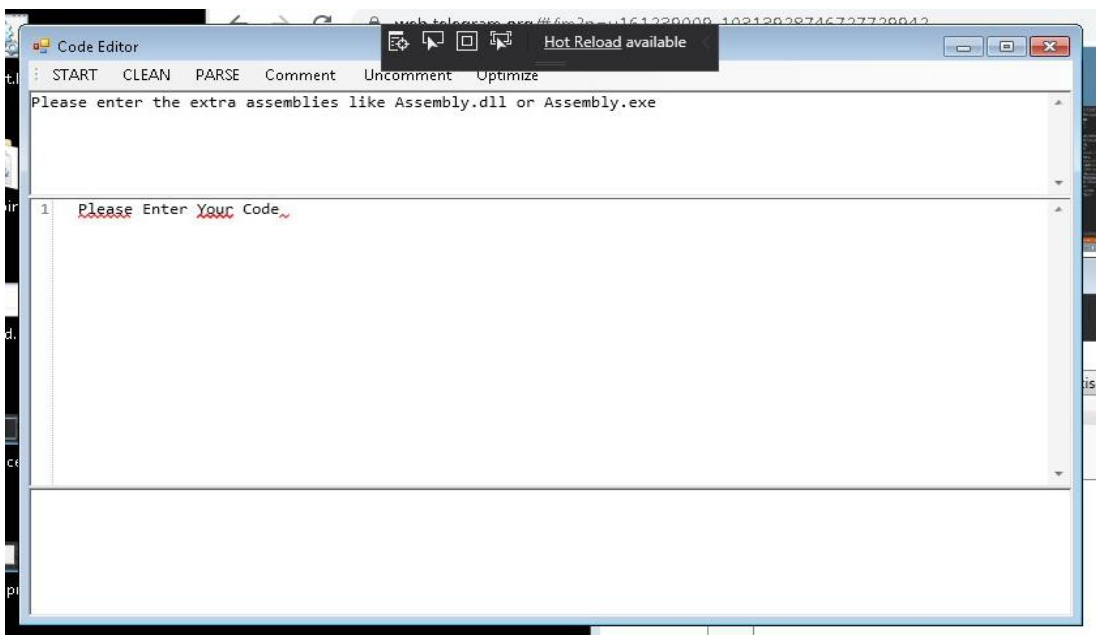 Code Editor
Hot Reload available
START CLEAN PARSE Comment Uncomment Optimize
Please enter the extra assemblies like Assembly.dll or Assembly.exe
1 Please Enter Your Code